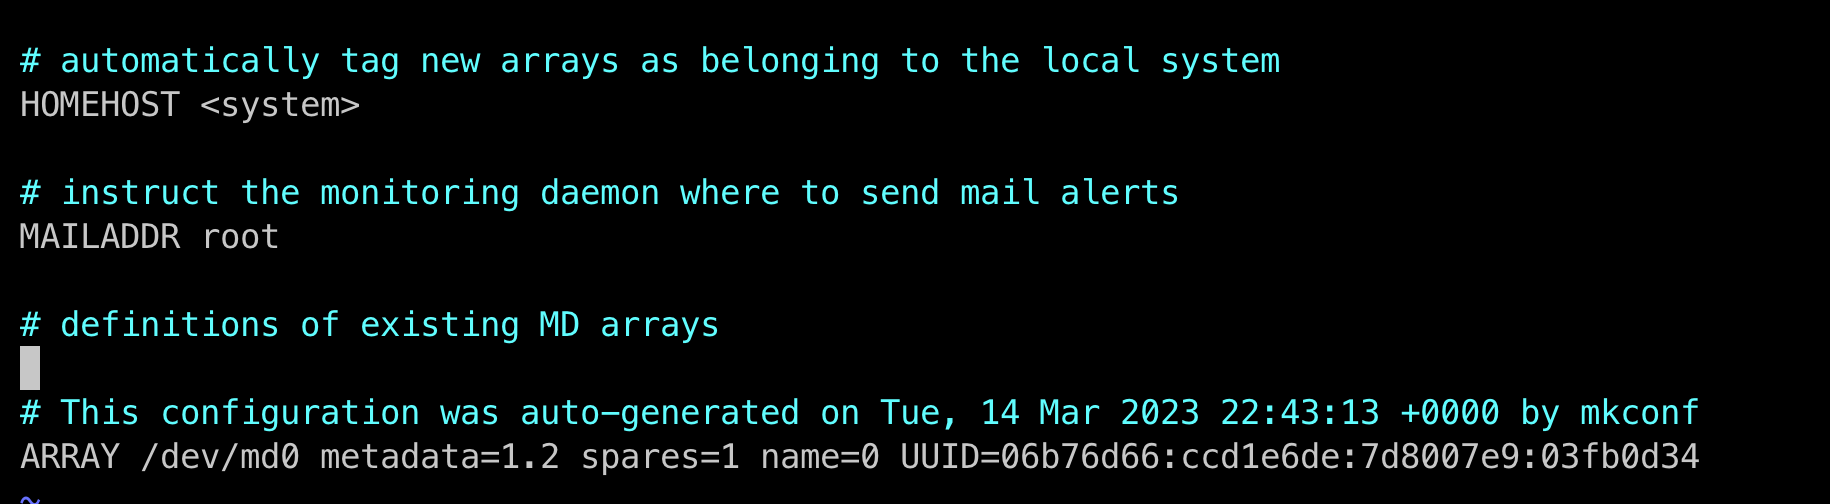 # automatically tag new arrays as belonging to the local system
HOMEHOST <system>
# instruct the monitoring daemon where to send mail alerts
MAILADDR root
# definitions of existing MD arrays
# This configuration was auto-generated on Tue, 14 Mar 2023 22:43:13 +0000 by mkconf
ARRAY /dev/md0 metadata=1.2 spares=1 name=0 UUID=06b76d66:ccd1e6de:7d8007e9:03fb0d34
~